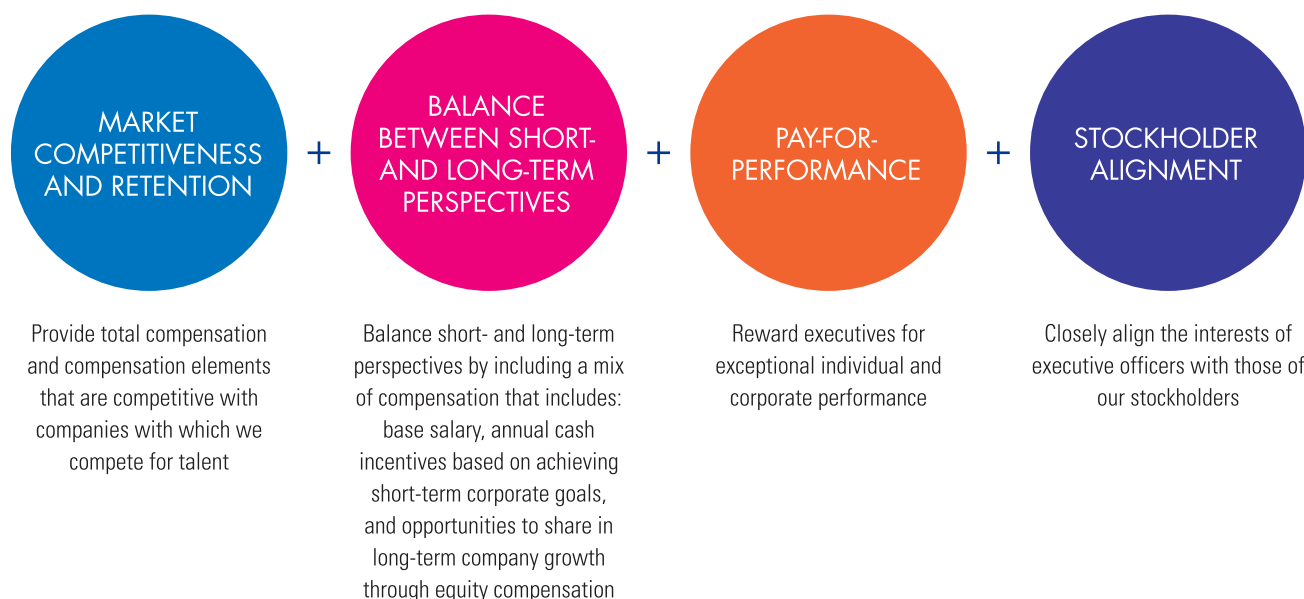 MARKET
COMPETITIVENESS
AND RETENTION
+
BALANCE
BETWEEN SHORT-
AND LONG-TERM
PERSPECTIVES
+
PAY-FOR-
PERFORMANCE
+
STOCKHOLDER
ALIGNMENT
Provide total compensation
and compensation elements
that are competitive with
companies with which we
compete for talent
Balance short- and long-term
perspectives by including a mix
of compensation that includes:
base salary, annual cash
incentives based on achieving
short-term corporate goals,
and opportunities to share in
long-term company growth
through equity compensation
Reward executives for
exceptional individual and
corporate performance
Closely align the interests of
executive officers with those of
our stockholders